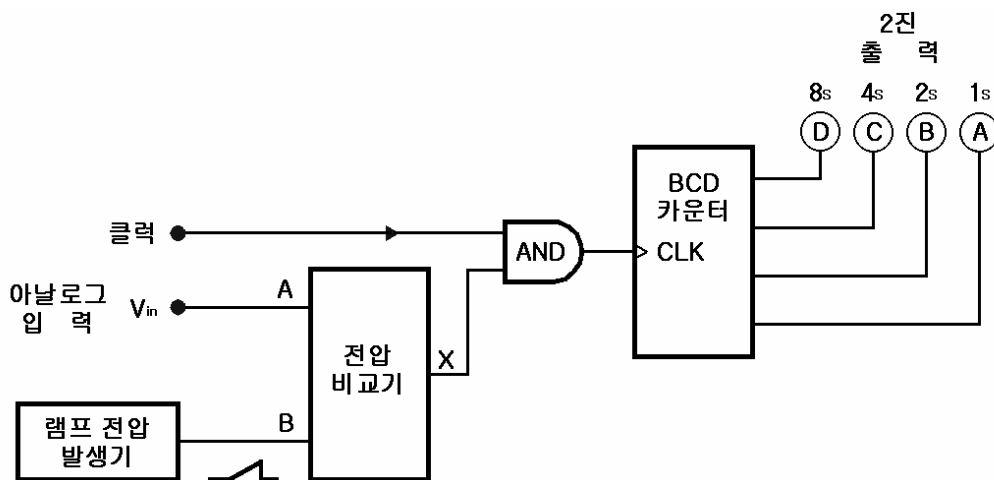 2진
출 력
8s 4s 2s 1s
D C B A
BCD
카운터
CLK
클럭
AND
아날로그
입 력
Vin
A
전압
비교기
X
램프 전압
발생기
B